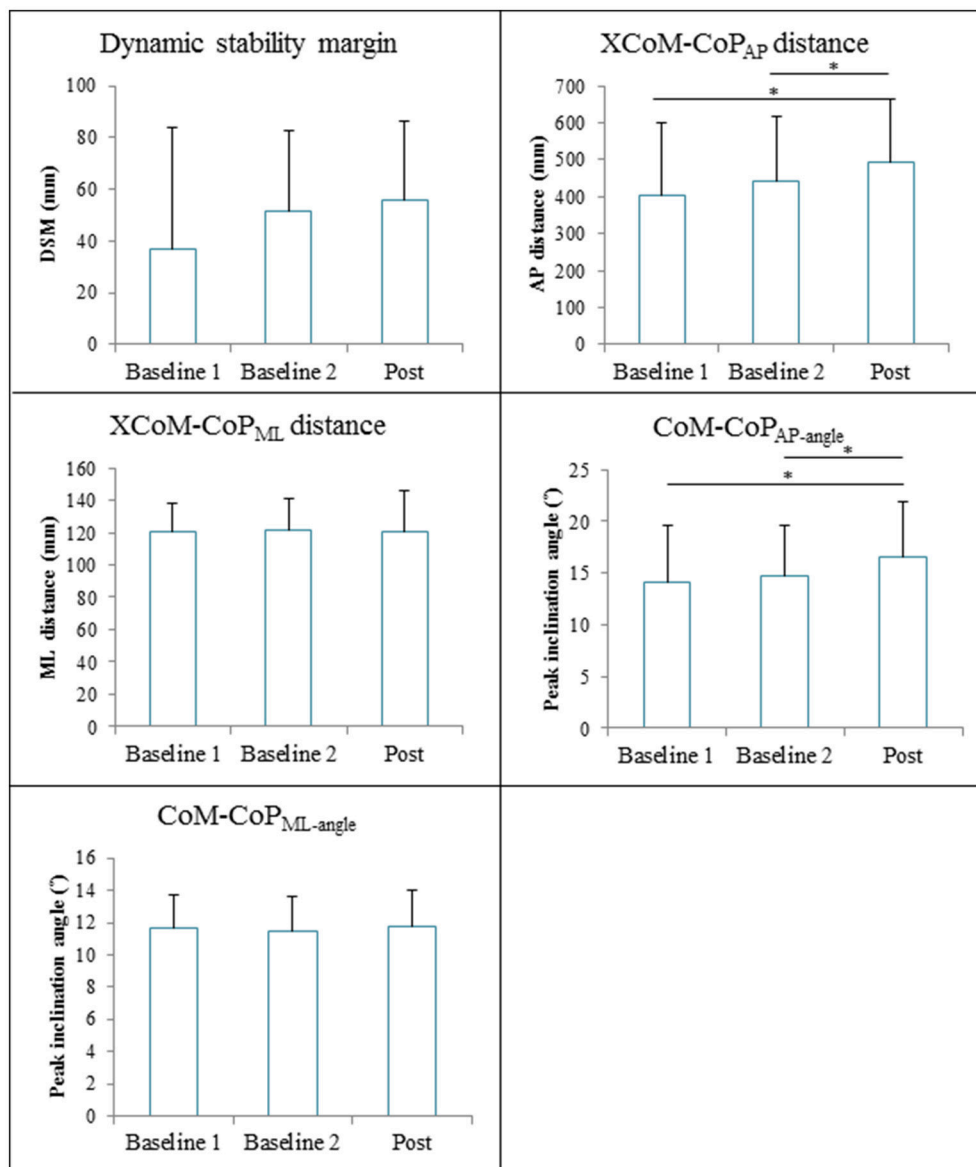 Dynamic stability margin
DSM (mm)
100
80
60
40
20
0
Baseline 1 Baseline 2 Post
XCoM-CoPAP distance
*
*
AP distance (mm)
700
600
500
400
300
200
100
0
Baseline 1 Baseline 2 Post
XCoM-CoPML distance
ML distance (mm)
160
140
120
100
80
60
40
20
0
Baseline 1 Baseline 2 Post
CoM-CoPAP-angle
*
*
Peak inclination angle (°)
25
20
15
10
5
0
Baseline 1 Baseline 2 Post
CoM-CoPML-angle
Peak inclination angle (°)
16
14
12
10
8
6
4
2
0
Baseline 1 Baseline 2 Post